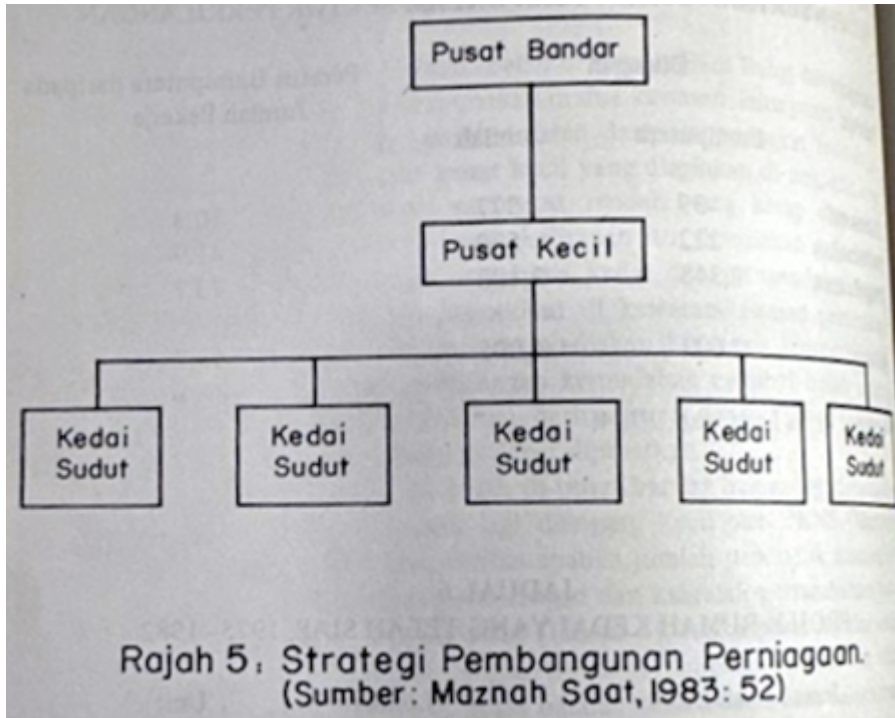 Pusat Bandar
Pusat Kecil
Kedai
Sudut
Kedai
Sudut
Kedai
Sudut
Kedai
Sudut
Kedai
Sudut
Rajah 5: Strategi Pembangunan Perniagaan.
(Sumber: Maznah Saat, 1983: 52)